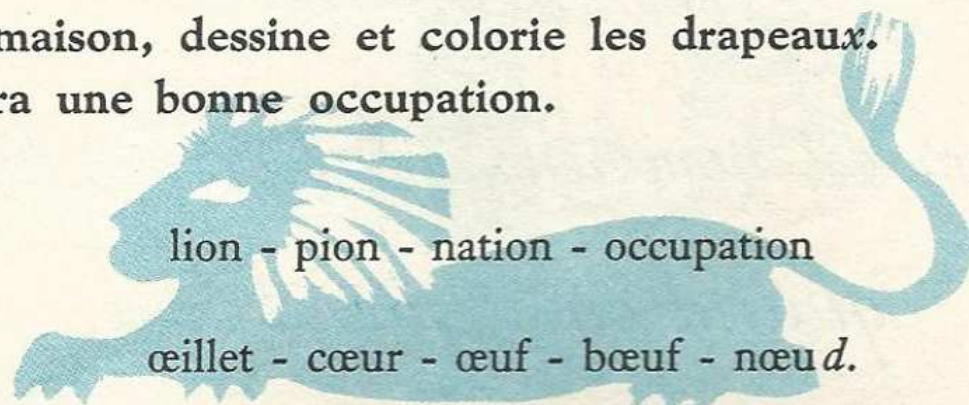 maison, dessine et colorie les drapeaux.
ra une bonne occupation.
lion - pion - nation - occupation
œillet - cœur - œuf - bœuf - nœud.